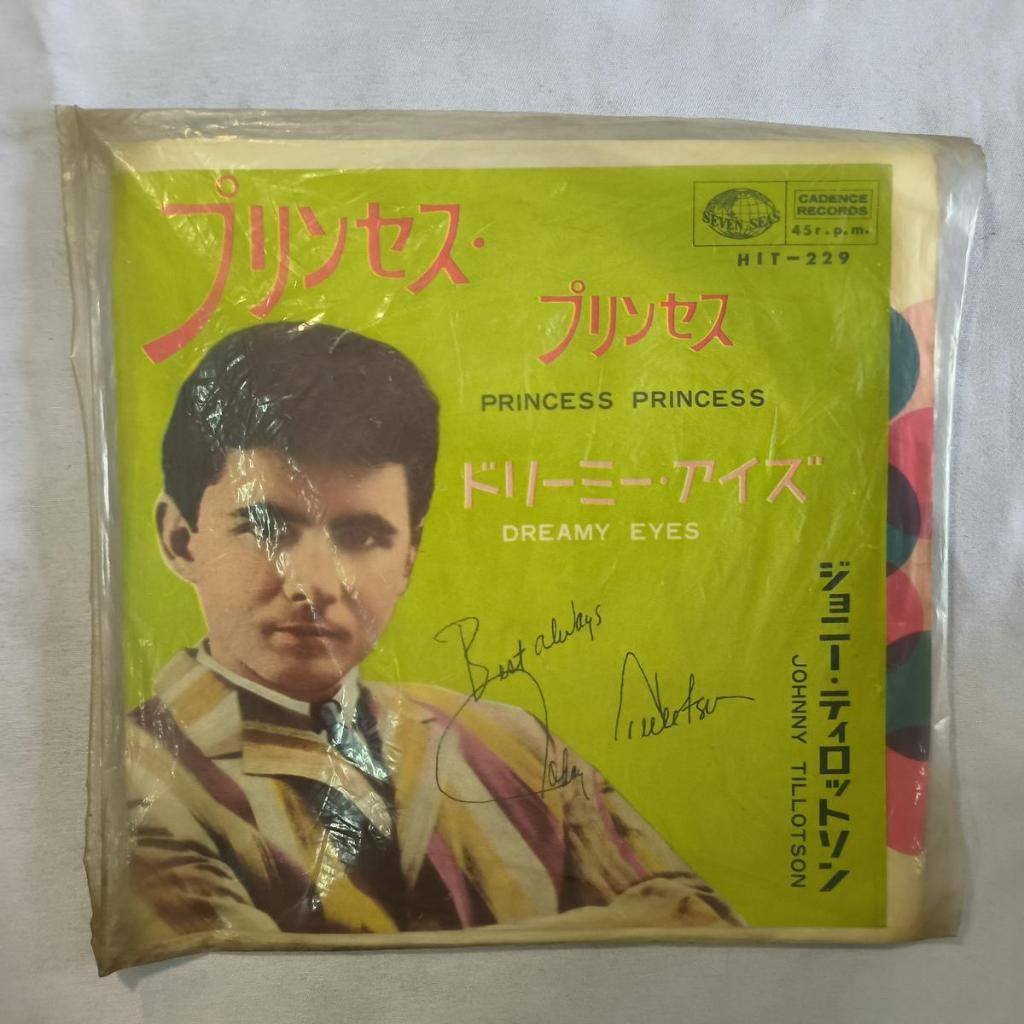 プリンセス・
プリンセス
PRINCESS PRINCESS
ドリーミー・アイズ
DREAMY EYES
SEVEN SEAS
CADENCE
RECORDS
45r.p.m.
HIT-229
Best always
Johnny Tillotson
ジョニー・ティロットソン
JOHNNY TILLOTSON